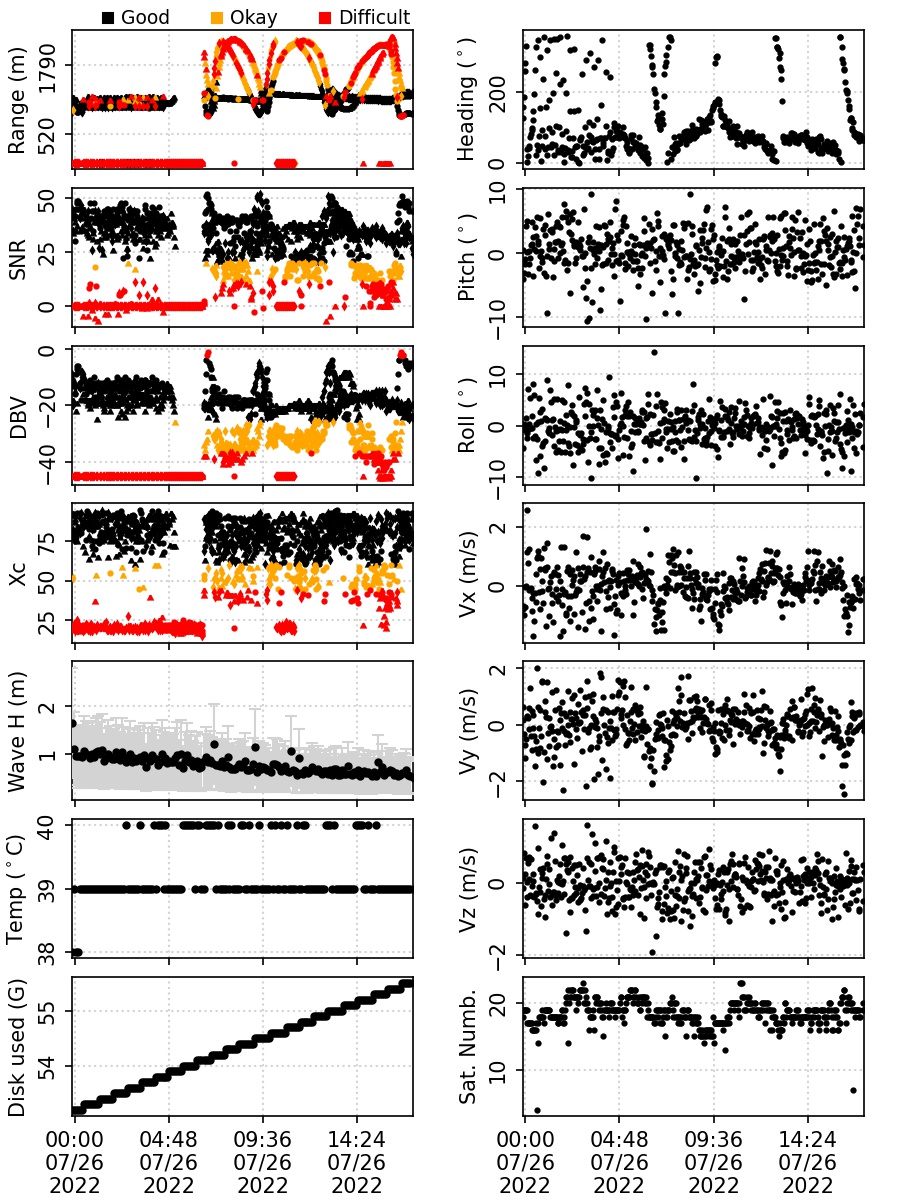 Good Okay Difficult
Range (m)
1790
520
Heading (°)
200
0
SNR
50
25
0
Pitch (°)
10
0
−10
DBV
0
−20
−40
Roll (°)
10
0
−10
Xc
75
50
25
Vx (m/s)
2
0
Wave H (m)
2
1
Vy (m/s)
2
0
−2
Temp (°C)
40
39
38
Vz (m/s)
0
−2
Disk used (G)
55
54
Sat. Numb.
20
10
00:00 04:48 09:36 14:24
07/26 07/26 07/26 07/26
2022 2022 2022 2022
00:00 04:48 09:36 14:24
07/26 07/26 07/26 07/26
2022 2022 2022 2022